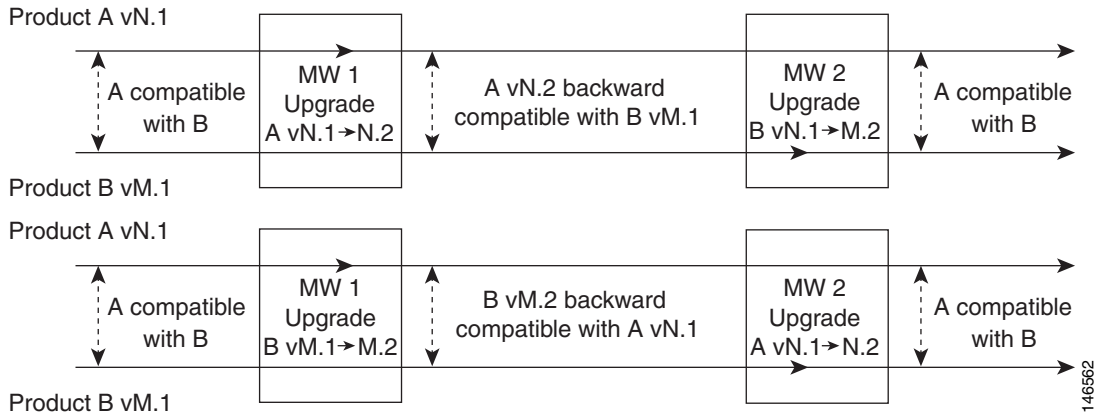 Product A vN.1
A compatible
with B
MW 1
Upgrade
A vN.1→N.2
A vN.2 backward
compatible with B vM.1
MW 2
Upgrade
B vN.1→M.2
A compatible
with B
Product B vM.1
Product A vN.1
A compatible
with B
MW 1
Upgrade
B vM.1→M.2
B vM.2 backward
compatible with A vN.1
MW 2
Upgrade
A vN.1→N.2
A compatible
with B
Product B vM.1
146562